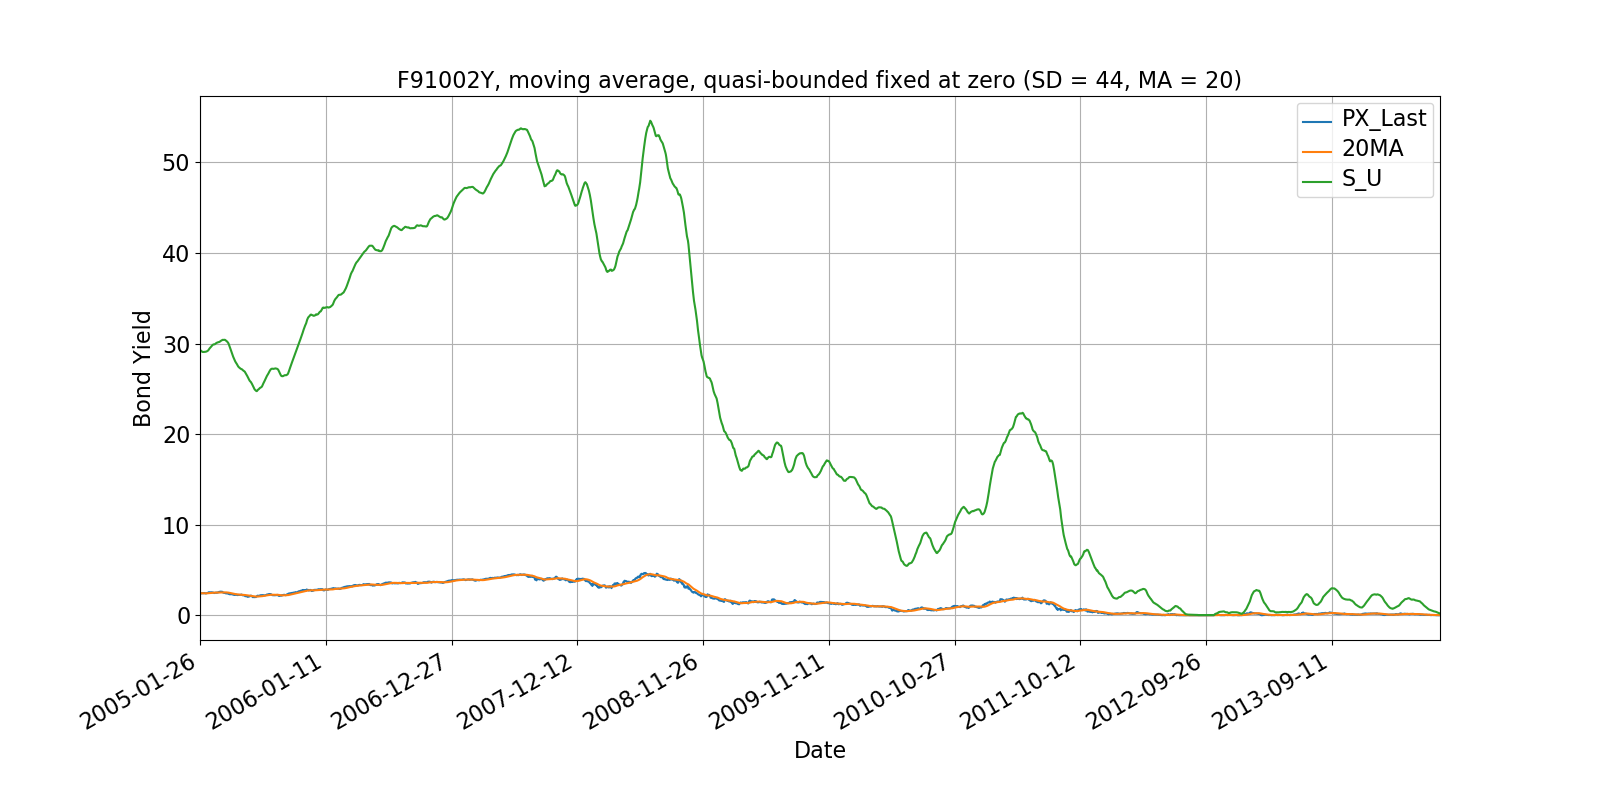 F91002Y, moving average, quasi-bounded fixed at zero (SD = 44, MA = 20)
PX_Last
20MA
S_U
Bond Yield
50
40
30
20
10
0
2005-01-26
2006-01-11
2006-12-27
2007-12-12
2008-11-26
2009-11-11
2010-10-27
2011-10-12
2012-09-26
2013-09-11
Date